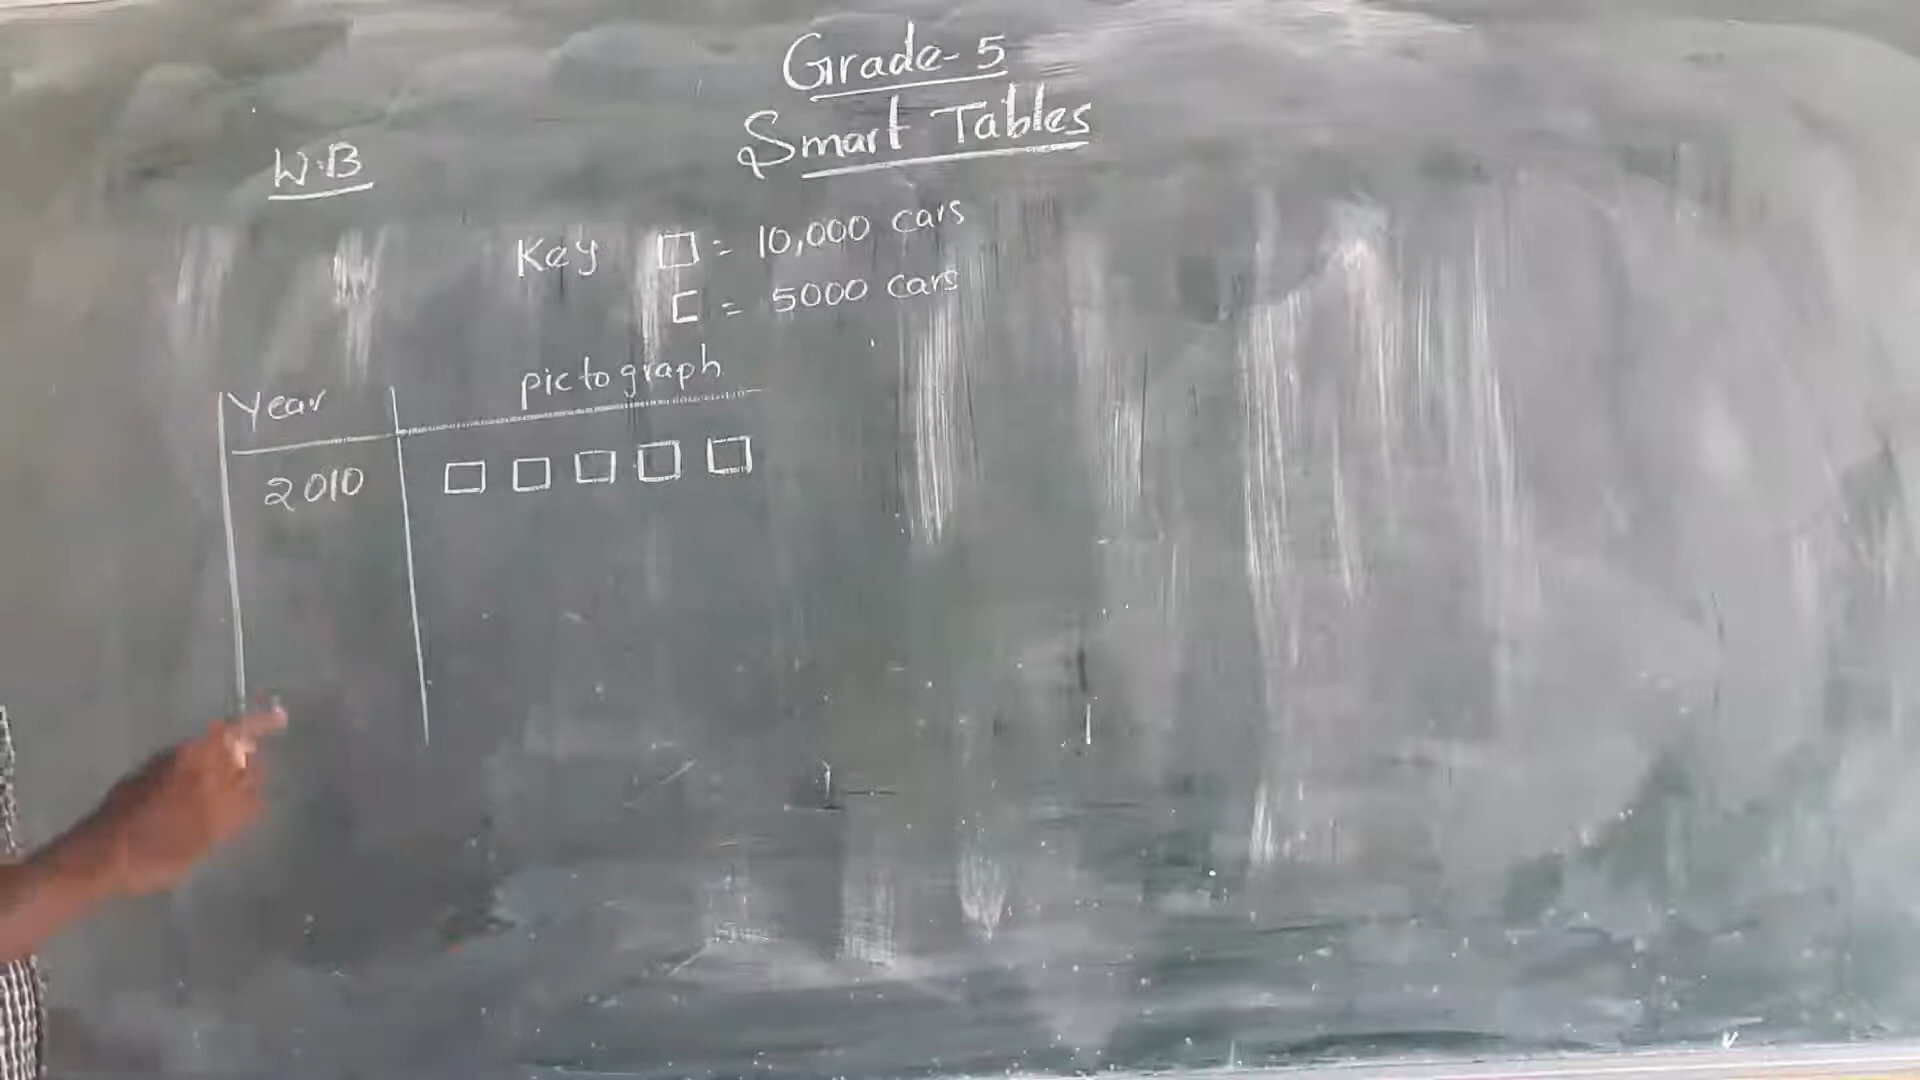 Grade-5
Smart Tables
W.B
Key □ = 10,000 cars
⊏ = 5000 cars
Year pictograph
2010 □ □ □ □ □